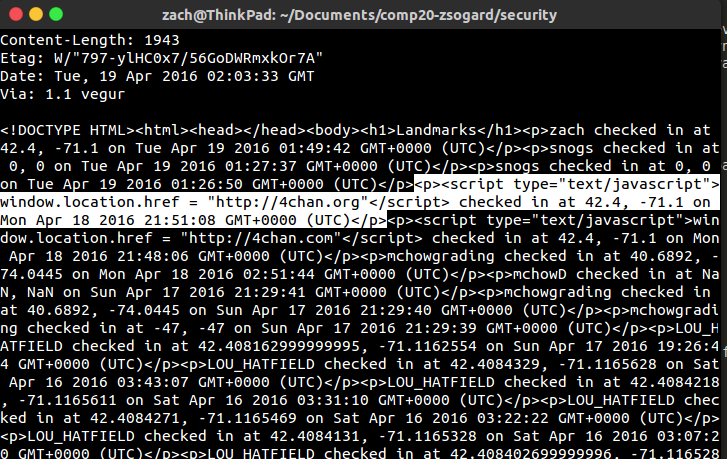 zach@ThinkPad: ~/Documents/comp20-zsogard/security
Content-Length: 1943
Etag: W/"797-ylHC0x7/56GoDWRmxkOr7A"
Date: Tue, 19 Apr 2016 02:03:33 GMT
Via: 1.1 vegur
<!DOCTYPE HTML><html><head></head><body><h1>Landmarks</h1><p>zach checked in at
42.4, -71.1 on Tue Apr 19 2016 01:49:42 GMT+0000 (UTC)</p><p>snogs checked in at
 0, 0 on Tue Apr 19 2016 01:27:37 GMT+0000 (UTC)</p><p>snogs checked in at 0, 0
on Tue Apr 19 2016 01:26:50 GMT+0000 (UTC)</p><p><script type="text/javascript">
window.location.href = "http://4chan.org"</script> checked in at 42.4, -71.1 on
Mon Apr 18 2016 21:51:08 GMT+0000 (UTC)</p><p><script type="text/javascript">win
dow.location.href = "http://4chan.com"</script> checked in at 42.4, -71.1 on Mon
 Apr 18 2016 21:48:06 GMT+0000 (UTC)</p><p>mchowgrading checked in at 40.6892, -
74.0445 on Mon Apr 18 2016 02:51:44 GMT+0000 (UTC)</p><p>mchowD checked in at Na
N, NaN on Sun Apr 17 2016 21:29:41 GMT+0000 (UTC)</p><p>mchowgrading checked in
at 40.6892, -74.0445 on Sun Apr 17 2016 21:29:40 GMT+0000 (UTC)</p><p>mchowgradi
ng checked in at -47, -47 on Sun Apr 17 2016 21:29:39 GMT+0000 (UTC)</p><p>LOU_H
ATFIELD checked in at 42.408162999999995, -71.1162554 on Sun Apr 17 2016 19:26:4
4 GMT+0000 (UTC)</p><p>LOU_HATFIELD checked in at 42.4084329, -71.1165628 on Sat
 Apr 16 2016 03:43:07 GMT+0000 (UTC)</p><p>LOU_HATFIELD checked in at 42.4084218
, -71.1165611 on Sat Apr 16 2016 03:31:10 GMT+0000 (UTC)</p><p>LOU_HATFIELD chec
ked in at 42.4084271, -71.1165469 on Sat Apr 16 2016 03:22:22 GMT+0000 (UTC)</p>
<p>LOU_HATFIELD checked in at 42.4084131, -71.1165328 on Sat Apr 16 2016 03:07:2
0 GMT+0000 (UTC)</p><p>LOU_HATFIELD checked in at 42.408402699999996, -71.116528